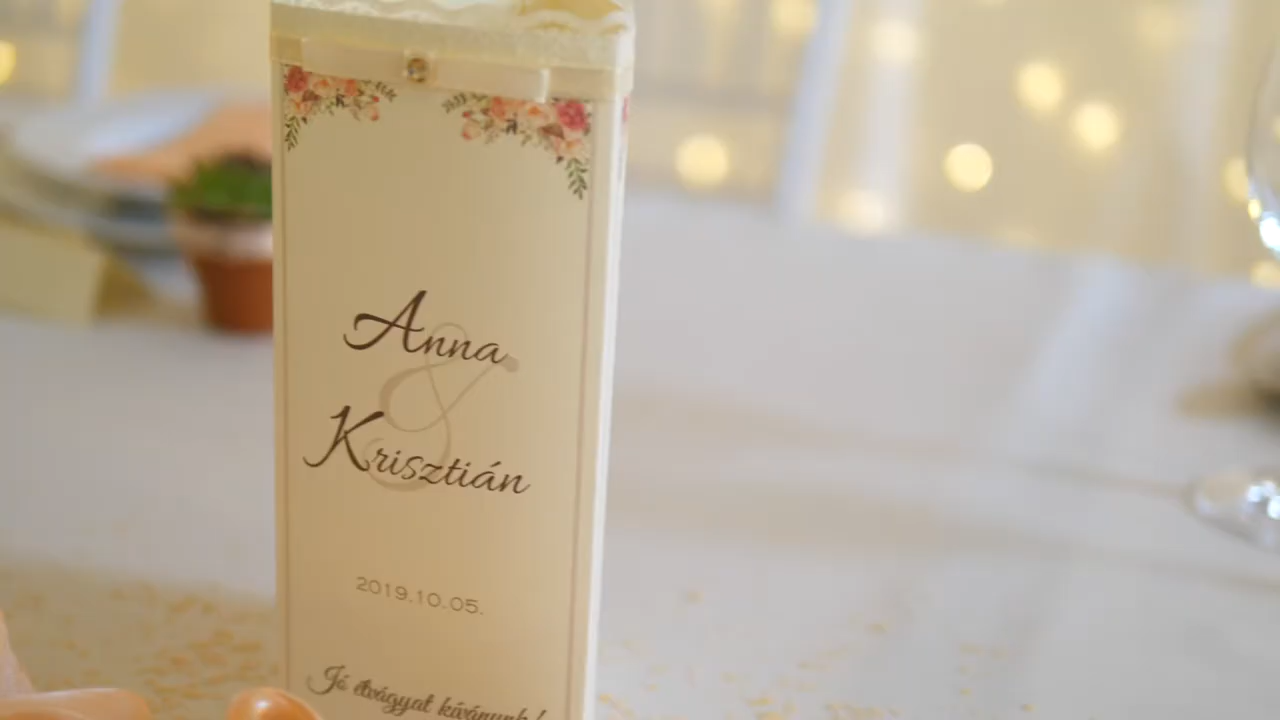 Anna
&
Krisztián
2019.10.05.
Jó étvágyat kívánunk!